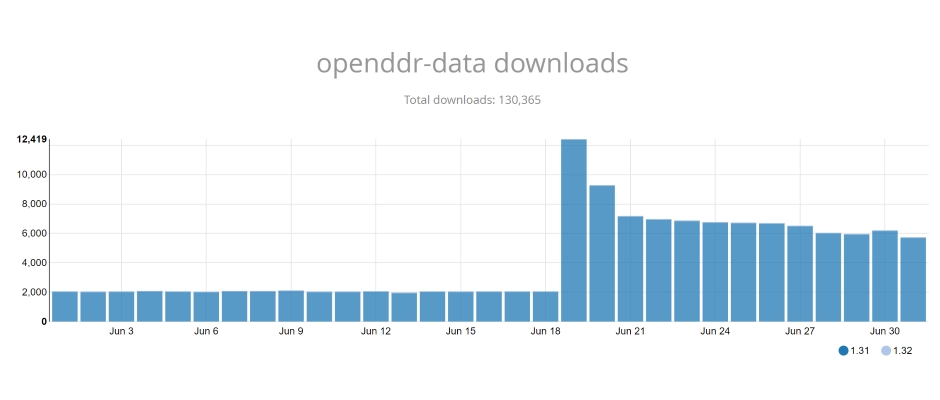 openddr-data downloads
Total downloads: 130,365
12,419
10,000
8,000
6,000
4,000
2,000
0
Jun 3 Jun 6 Jun 9 Jun 12 Jun 15 Jun 18 Jun 21 Jun 24 Jun 27 Jun 30
1.31 1.32